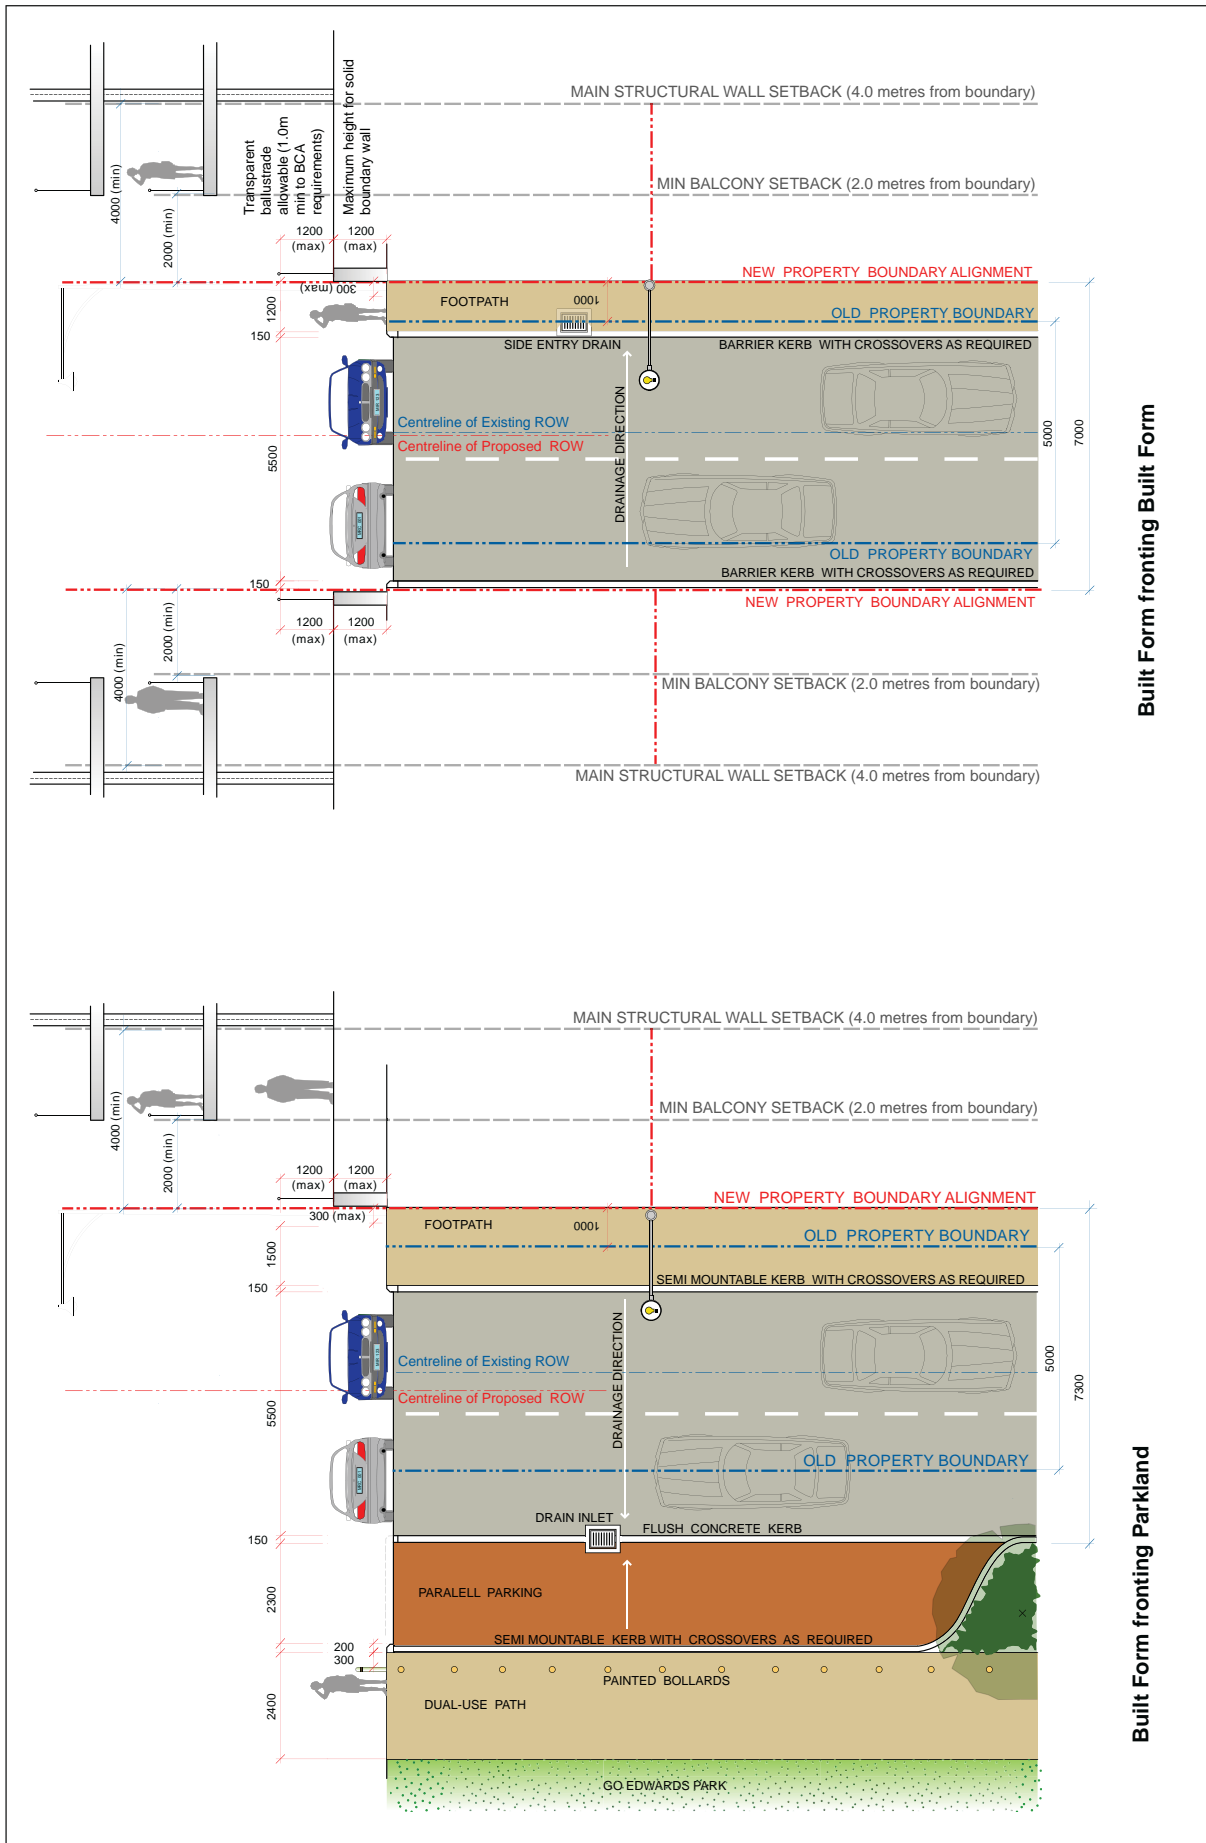 MAIN STRUCTURAL WALL SETBACK (4.0 metres from boundary)
Transparent
ballustrade
allowable (1.0m
min to BCA
requirements)
Maximum height for solid
boundary wall
4000 (min)
2000 (min)
MIN BALCONY SETBACK (2.0 metres from boundary)
1200
(max)
1200
(max)
NEW PROPERTY BOUNDARY ALIGNMENT
300 (max)
1200
FOOTPATH
1000
OLD PROPERTY BOUNDARY
150
SIDE ENTRY DRAIN
BARRIER KERB WITH CROSSOVERS AS REQUIRED
Centreline of Existing ROW
Centreline of Proposed ROW
DRAINAGE DIRECTION
5500
5000
7000
OLD PROPERTY BOUNDARY
BARRIER KERB WITH CROSSOVERS AS REQUIRED
150
NEW PROPERTY BOUNDARY ALIGNMENT
1200
(max)
1200
(max)
2000 (min)
4000 (min)
MIN BALCONY SETBACK (2.0 metres from boundary)
MAIN STRUCTURAL WALL SETBACK (4.0 metres from boundary)
Built Form fronting Built Form
MAIN STRUCTURAL WALL SETBACK (4.0 metres from boundary)
4000 (min)
2000 (min)
MIN BALCONY SETBACK (2.0 metres from boundary)
1200
(max)
1200
(max)
NEW PROPERTY BOUNDARY ALIGNMENT
300 (max)
FOOTPATH
1000
1500
OLD PROPERTY BOUNDARY
150
SEMI MOUNTABLE KERB WITH CROSSOVERS AS REQUIRED
Centreline of Existing ROW
Centreline of Proposed ROW
DRAINAGE DIRECTION
5500
5000
7300
OLD PROPERTY BOUNDARY
DRAIN INLET
FLUSH CONCRETE KERB
150
PARALELL PARKING
2300
SEMI MOUNTABLE KERB WITH CROSSOVERS AS REQUIRED
200
300
PAINTED BOLLARDS
DUAL-USE PATH
2400
GO EDWARDS PARK
Built Form fronting Parkland